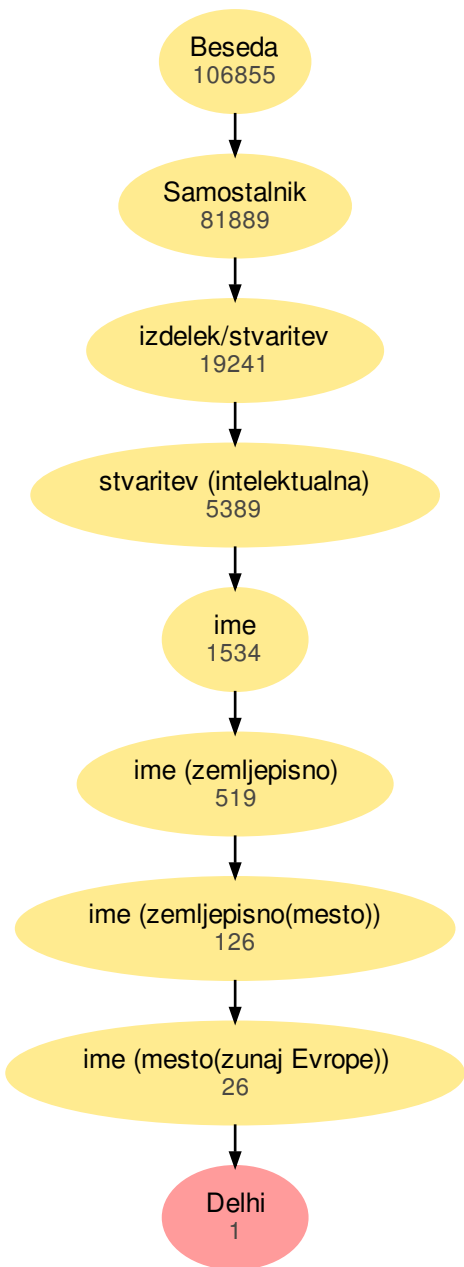 Beseda
106855
Samostalnik
81889
izdelek/stvaritev
19241
stvaritev (intelektualna)
5389
ime
1534
ime (zemljepisno)
519
ime (zemljepisno(mesto))
126
ime (mesto(zunaj Evrope))
26
Delhi
1